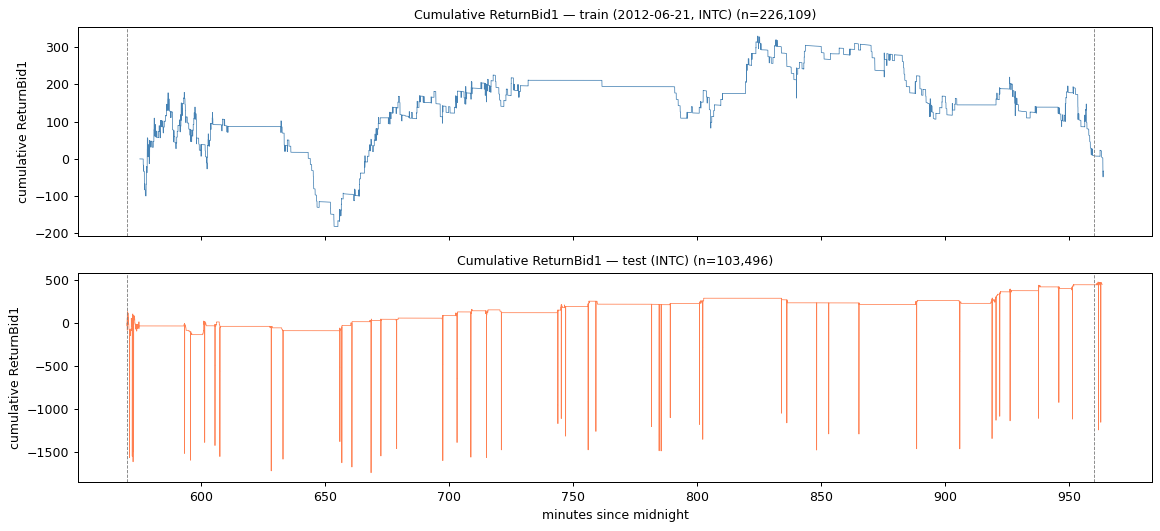 Cumulative ReturnBid1 — train (2012-06-21, INTC) (n=226,109)
300
200
100
0
−100
−200
cumulative ReturnBid1
Cumulative ReturnBid1 — test (INTC) (n=103,496)
500
0
−500
−1000
−1500
cumulative ReturnBid1
600 650 700 750 800 850 900 950
minutes since midnight